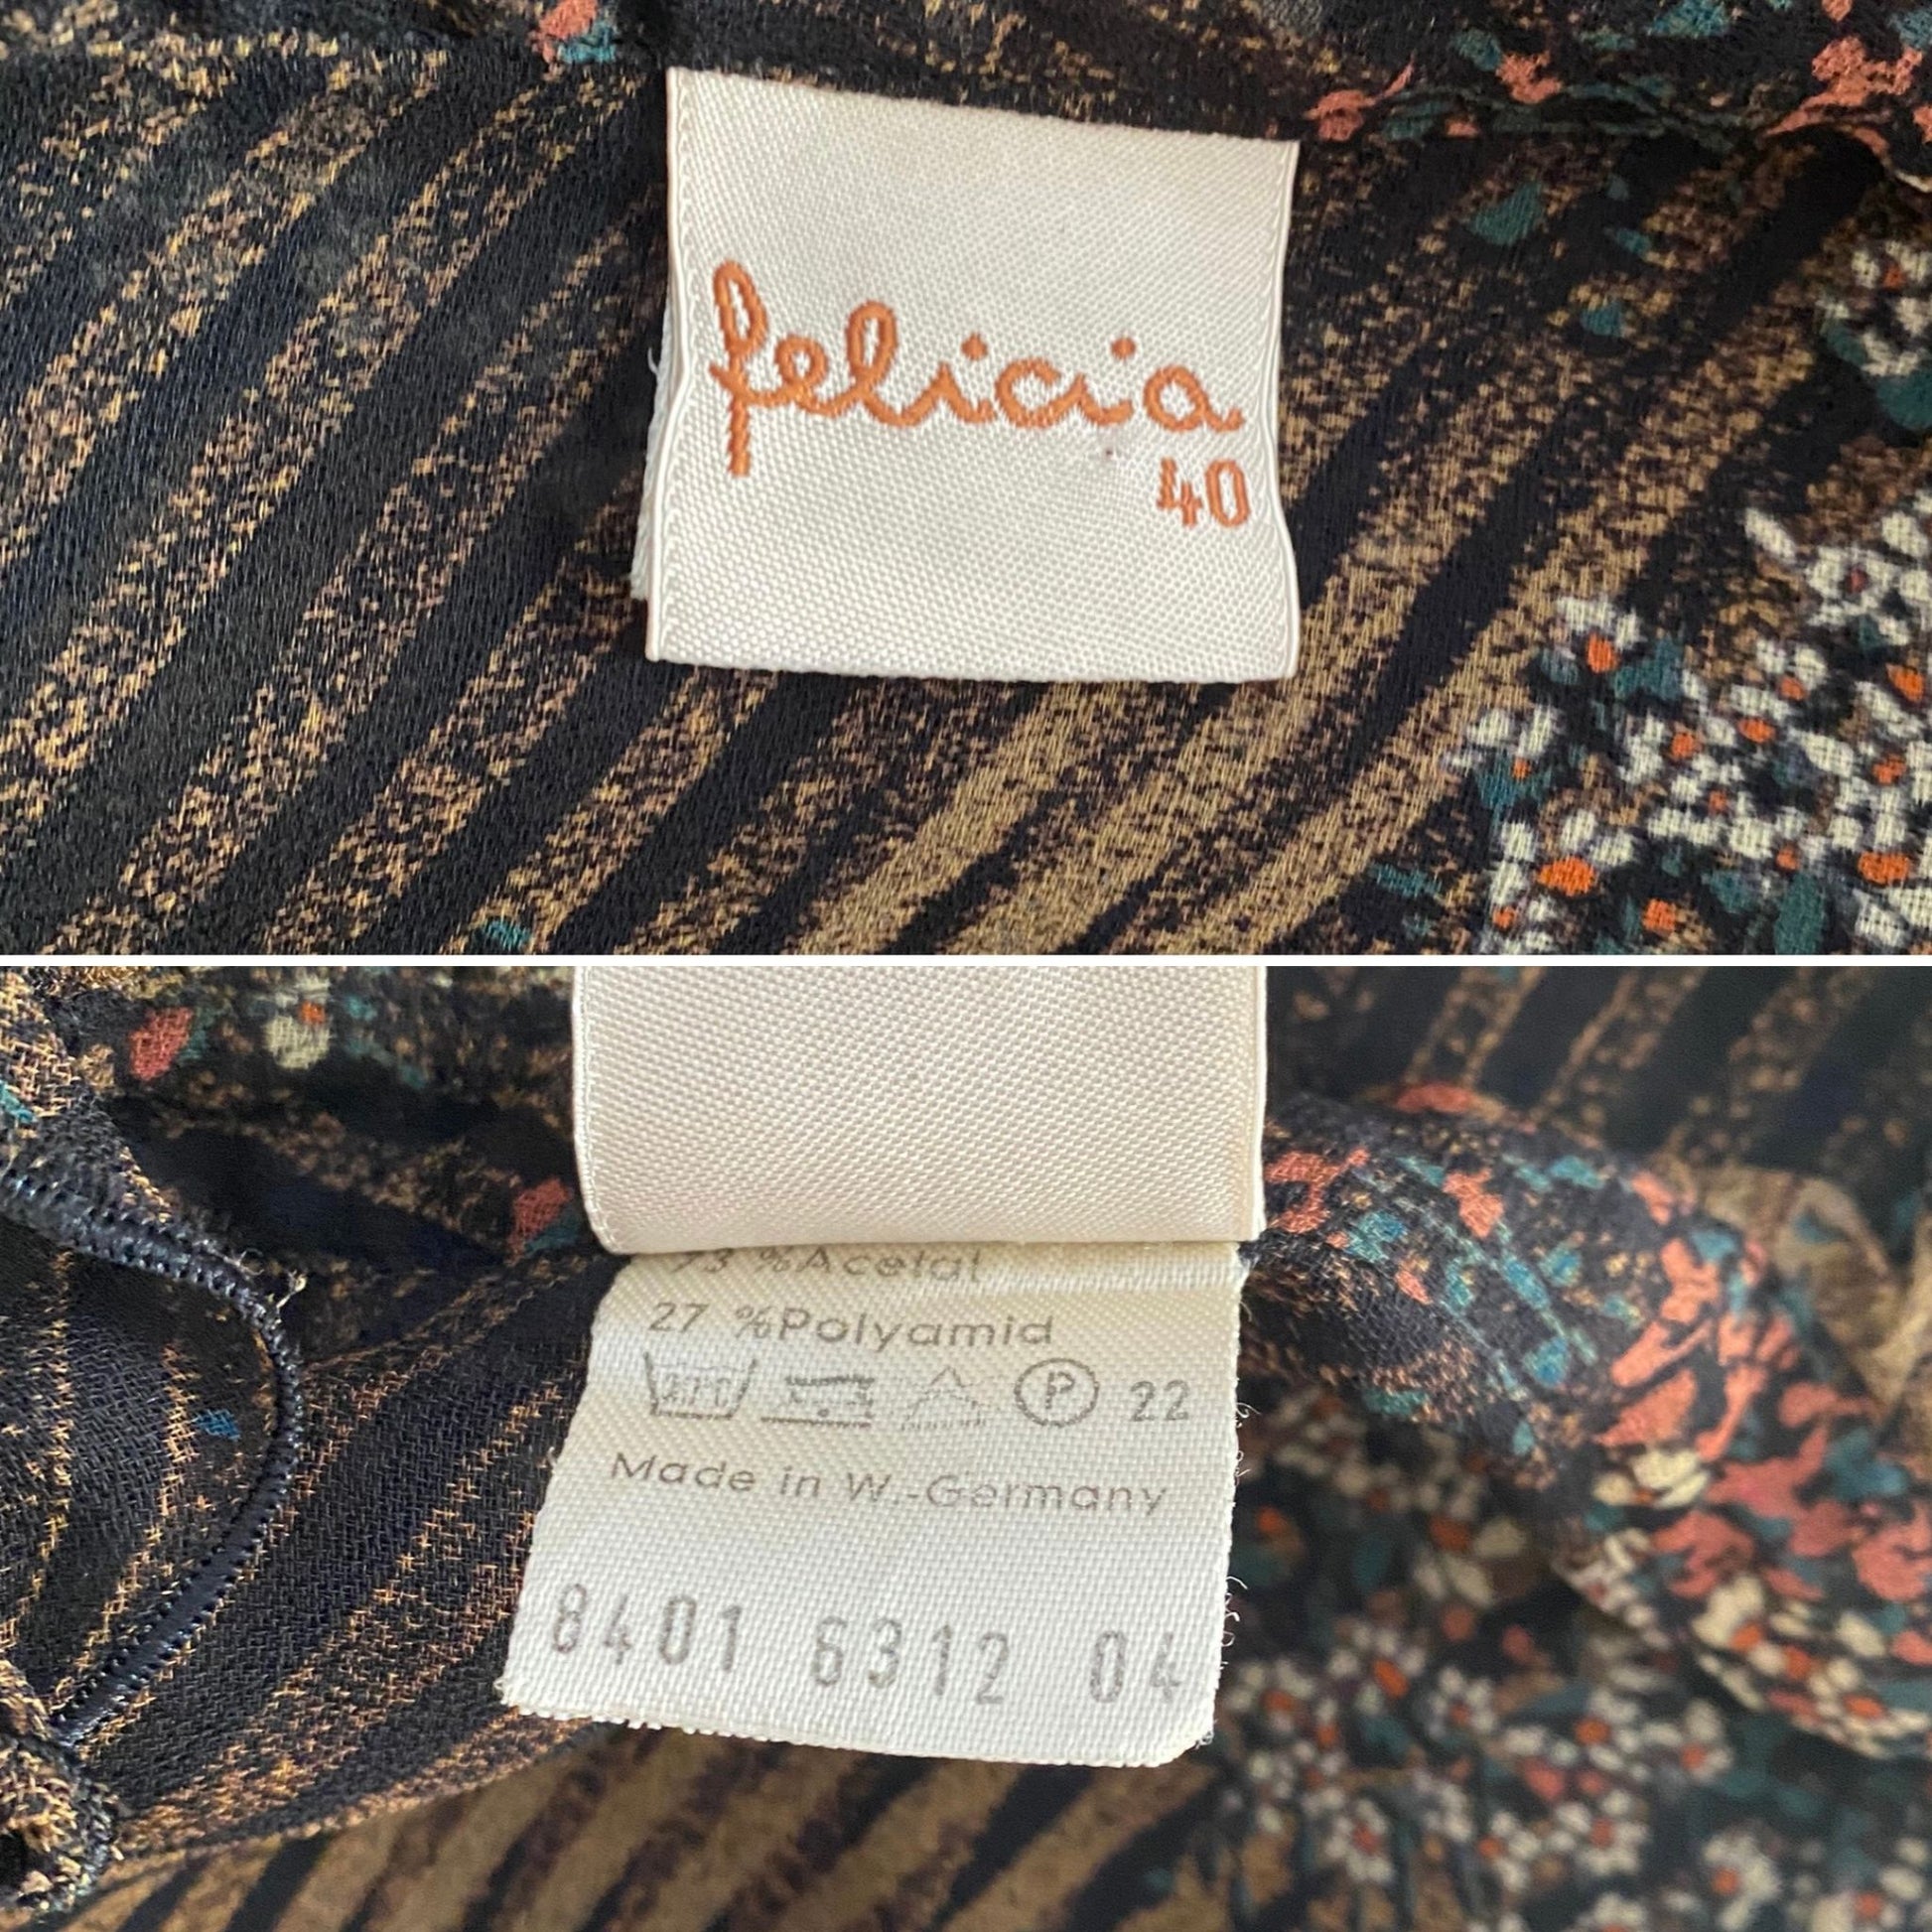 felicia
40
73 %Acetat
27 %Polyamid
P 22
Made in W.-Germany
8401 6312 04